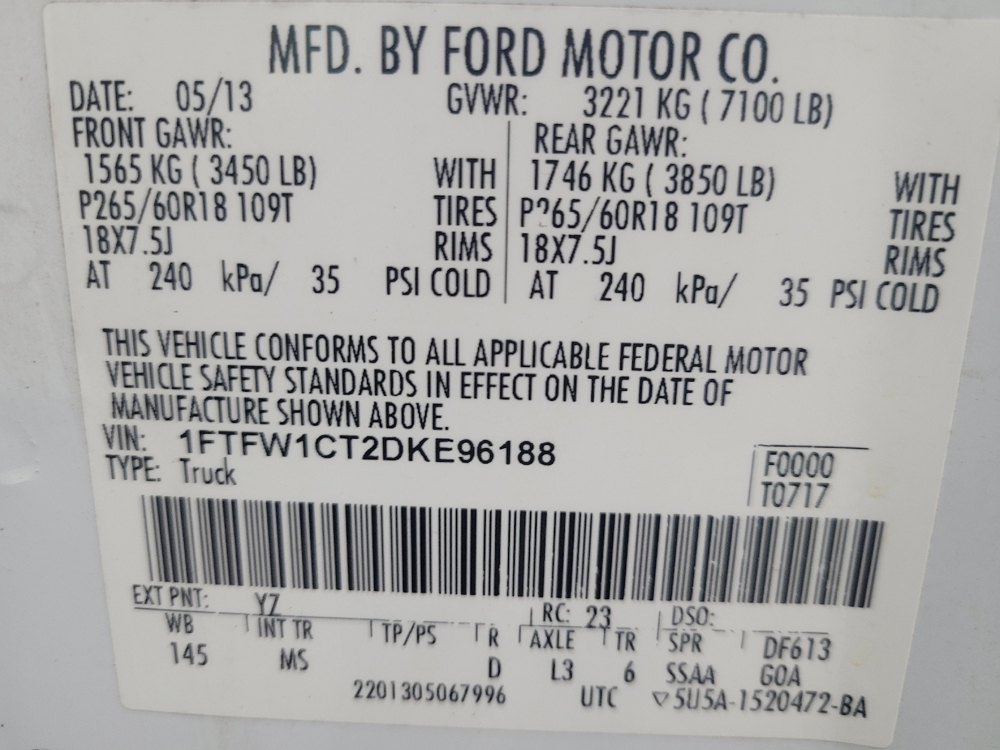 MFD. BY FORD MOTOR CO.
DATE: 05/13 GVWR: 3221 KG ( 7100 LB)
FRONT GAWR: REAR GAWR:
1565 KG ( 3450 LB) WITH 1746 KG ( 3850 LB) WITH
P265/60R18 109T TIRES P265/60R18 109T TIRES
18X7.5J RIMS 18X7.5J RIMS
AT 240 kPa/ 35 PSI COLD AT 240 kPa/ 35 PSI COLD
THIS VEHICLE CONFORMS TO ALL APPLICABLE FEDERAL MOTOR
VEHICLE SAFETY STANDARDS IN EFFECT ON THE DATE OF
MANUFACTURE SHOWN ABOVE.
VIN: 1FTFW1CT2DKE96188
TYPE: Truck
F0000
T0717
EXT PNT: YZ RC: 23 DSO:
WB INT TR TP/PS R AXLE TR SPR DF613
145 MS D L3 6 SSAA GOA
2201305067996 UTC ▽5U5A-1520472-BA